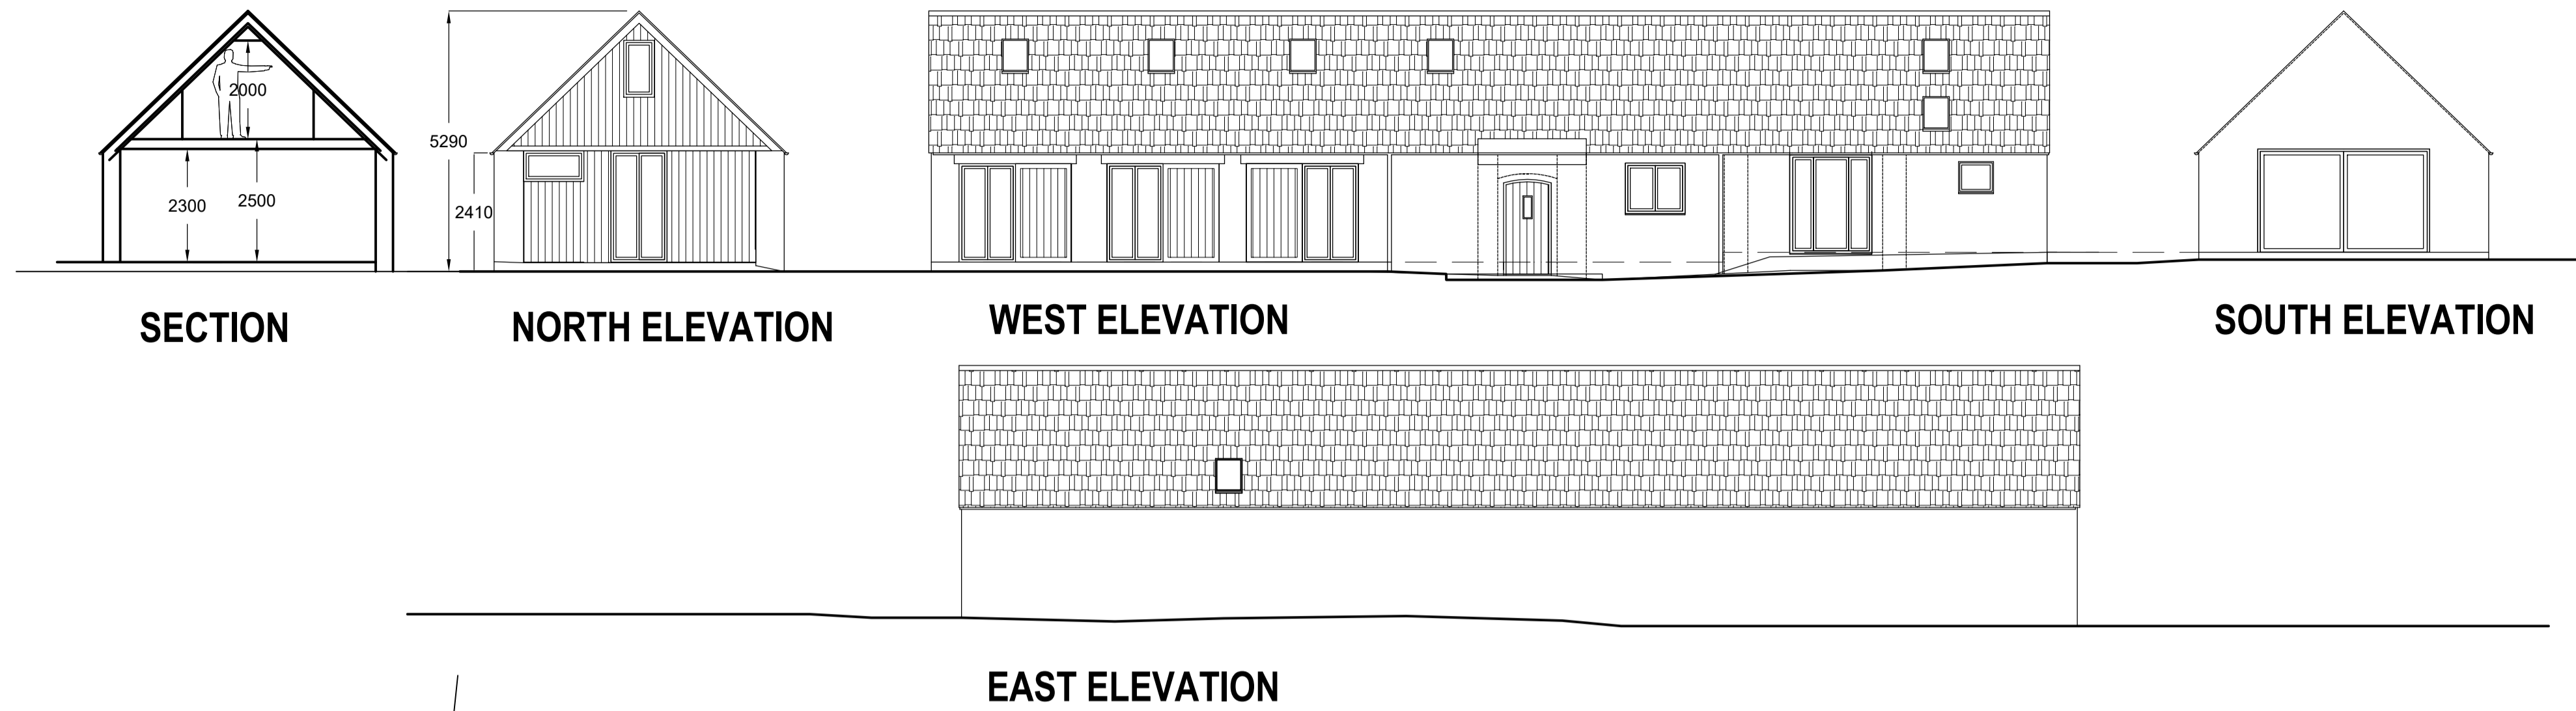 2000
2300
2500
SECTION
5290
2410
NORTH ELEVATION
WEST ELEVATION
SOUTH ELEVATION
EAST ELEVATION